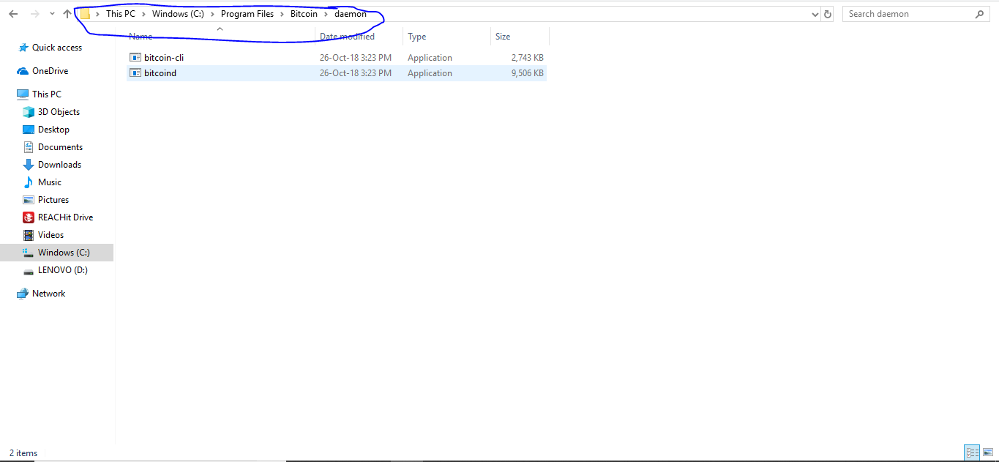 This PC > Windows (C:) > Program Files > Bitcoin > daemon
Search daemon
Name Date modified Type Size
Quick access
OneDrive
This PC
3D Objects
Desktop
Documents
Downloads
Music
Pictures
REACHit Drive
Videos
Windows (C:)
LENOVO (D:)
Network
bitcoin-cli 26-Oct-18 3:23 PM Application 2,743 KB
bitcoind 26-Oct-18 3:23 PM Application 9,506 KB
2 items